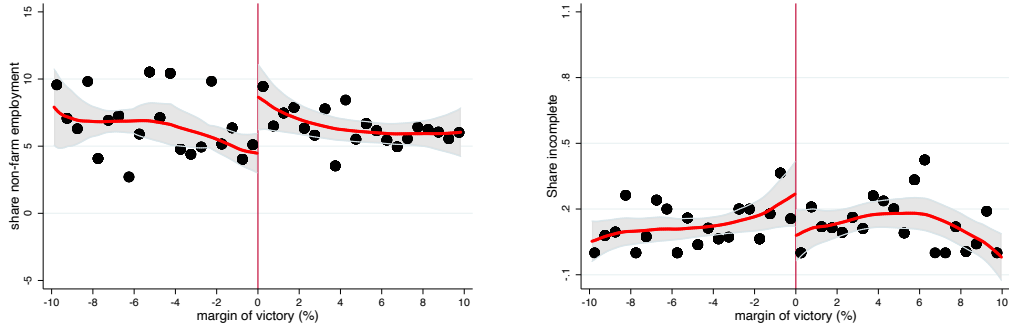 share non-farm employment
15
10
5
0
-5
-10 -8 -6 -4 -2 0 2 4 6 8 10
margin of victory (%)
Share incomplete
1.1
.8
.5
.2
-.1
-10 -8 -6 -4 -2 0 2 4 6 8 10
margin of victory (%)